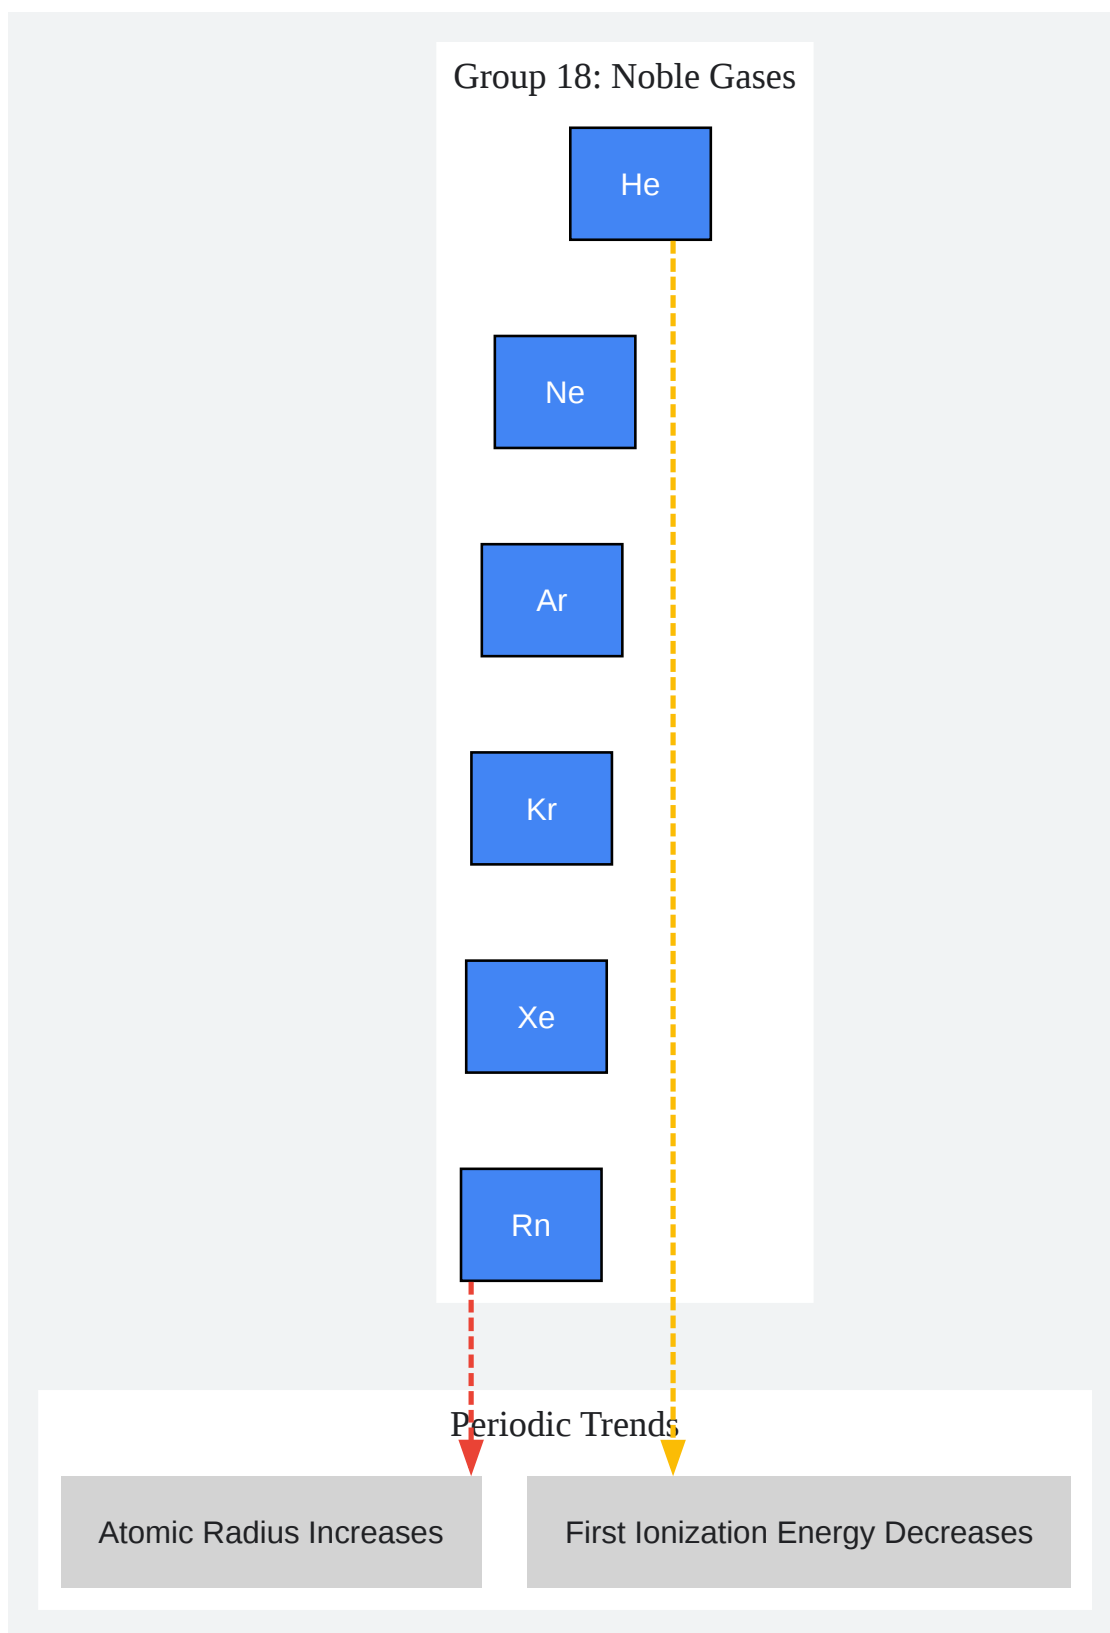 Group 18: Noble Gases
He
Ne
Ar
Kr
Xe
Rn
Periodic Trends
Atomic Radius Increases
First Ionization Energy Decreases